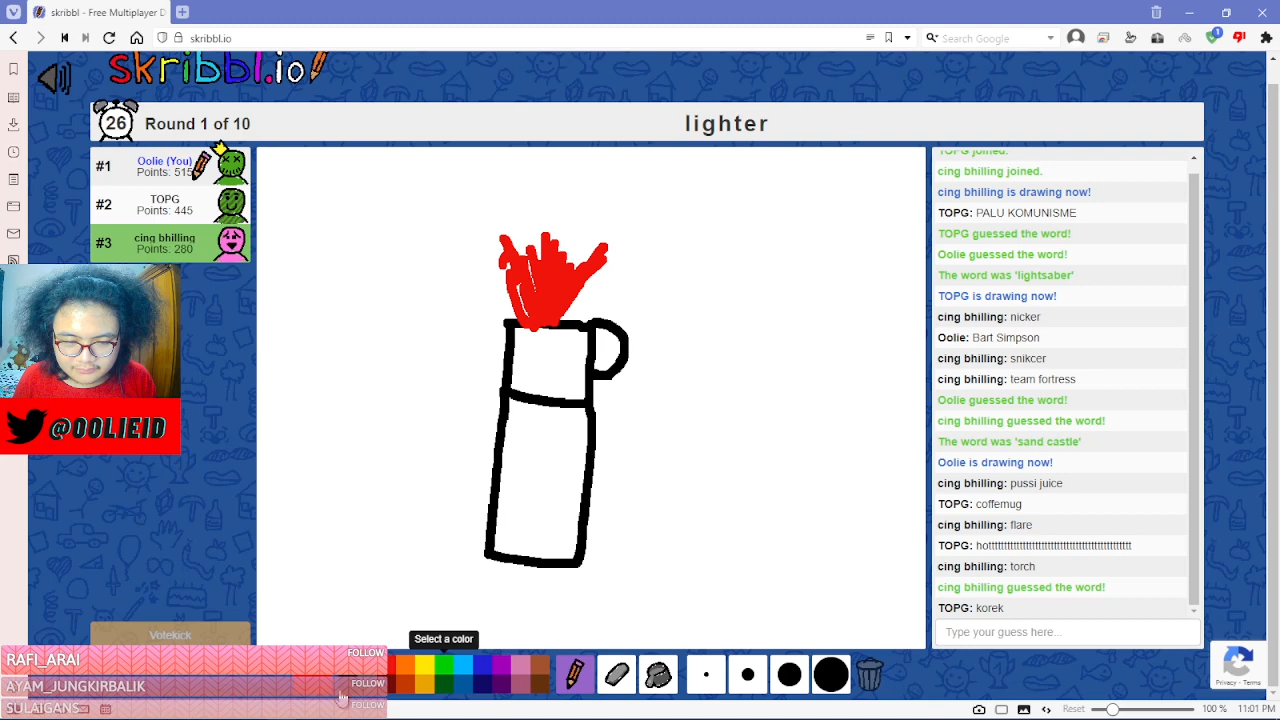 skribbl - Free Multiplayer D
skribbl.io
Search Google
skribbl.io
26
Round 1 of 10
lighter
#1
Oolie (You)
Points: 515
#2
TOPG
Points: 445
#3
cing bhilling
Points: 280
@OOLIEID
TOPG joined.
cing bhilling joined.
cing bhilling is drawing now!
TOPG: PALU KOMUNISME
TOPG guessed the word!
Oolie guessed the word!
The word was 'lightsaber'
TOPG is drawing now!
cing bhilling: nicker
Oolie: Bart Simpson
cing bhilling: snikcer
cing bhilling: team fortress
Oolie guessed the word!
cing bhilling guessed the word!
The word was 'sand castle'
Oolie is drawing now!
cing bhilling: pussi juice
TOPG: coffemug
cing bhilling: flare
cing bhilling: torch
cing bhilling guessed the word!
TOPG: korek
Type your guess here...
Votekick
Select a color
RAFI_ARAI
FOLLOW
AYAM_JUNGKIRBALIK
FOLLOW
SULAIGANS
FOLLOW
Privacy - Terms
Reset
100 %
11:01 PM